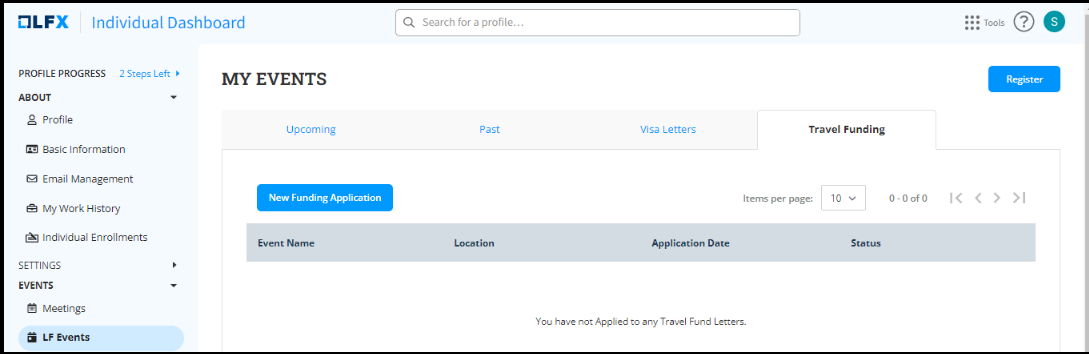 LFX Individual Dashboard
Search for a profile...
Tools
?
S
PROFILE PROGRESS 2 Steps Left
ABOUT
Profile
Basic Information
Email Management
My Work History
Individual Enrollments
SETTINGS
EVENTS
Meetings
LF Events
MY EVENTS
Register
Upcoming Past Visa Letters Travel Funding
New Funding Application
Items per page: 10 0 - 0 of 0
Event Name Location Application Date Status
You have not Applied to any Travel Fund Letters.